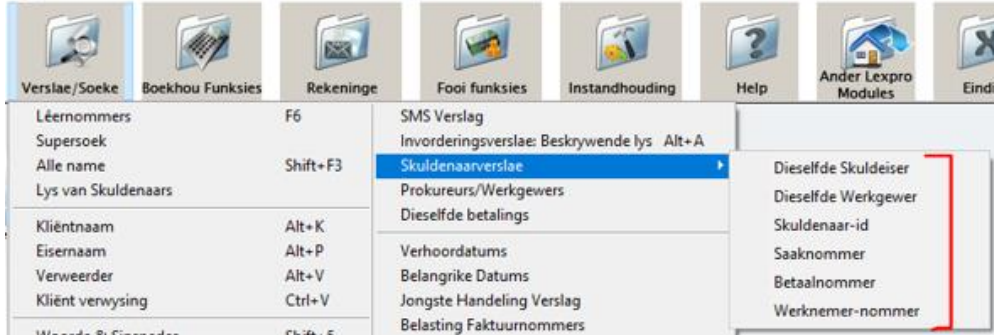 Verslae/Soeke
Boekhou Funksies
Rekeninge
Fooi funksies
Instandhouding
Help
Ander Lexpro
Modules
Lêernommers F6
Supersoek
Alle name Shift+F3
Lys van Skuldenaars
Kliëntnaam Alt+K
Eisernaam Alt+P
Verweerder Alt+V
Kliënt verwysing Ctrl+V
SMS Verslag
Invorderingsverslae: Beskrywende lys Alt+A
Skuldenaarverslae
Prokureurs/Werkgewers
Dieselfde betalings
Verhoordatums
Belangrike Datums
Jongste Handeling Verslag
Belasting Faktuurnommers
Dieselfde Skuldeiser
Dieselfde Werkgewer
Skuldenaar-id
Saaknommer
Betaalnommer
Werknemer-nommer